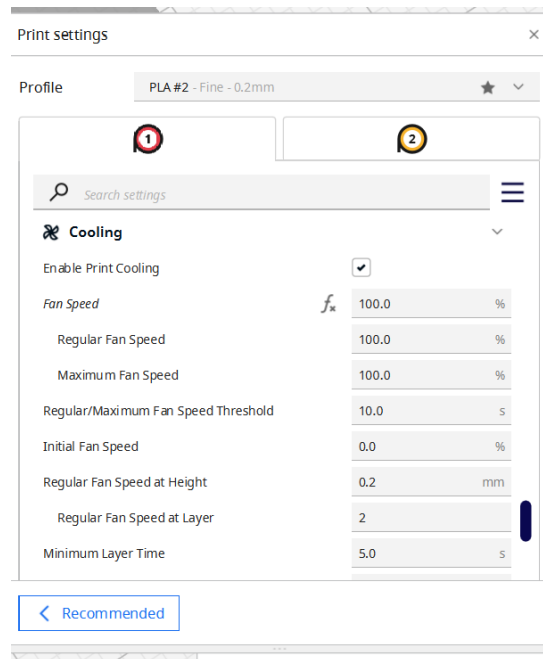 Print settings
Profile PLA #2 - Fine - 0.2mm
1 2
Search settings
Cooling
Enable Print Cooling
Fan Speed fx 100.0 %
Regular Fan Speed 100.0 %
Maximum Fan Speed 100.0 %
Regular/Maximum Fan Speed Threshold 10.0 s
Initial Fan Speed 0.0 %
Regular Fan Speed at Height 0.2 mm
Regular Fan Speed at Layer 2
Minimum Layer Time 5.0 s
Recommended